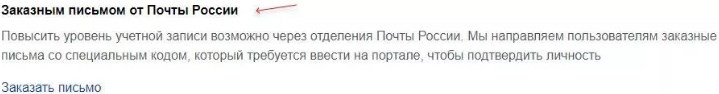 Заказным письмом от Почты России
Повысить уровень учетной записи возможно через отделения Почты России. Мы направляем пользователям заказные
письма со специальным кодом, который требуется ввести на портале, чтобы подтвердить личность
Заказать письмо